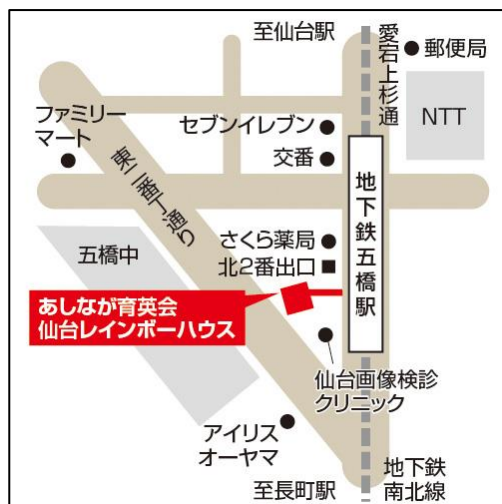 至仙台駅
愛宕上杉通
郵便局
ファミリー
マート
セブンイレブン
NTT
交番
東二番丁通り
地下鉄五橋駅
さくら薬局
五橋中
北2番出口
あしなが育英会
仙台レインボーハウス
仙台画像検診
クリニック
アイリス
オーヤマ
地下鉄
南北線
至長町駅